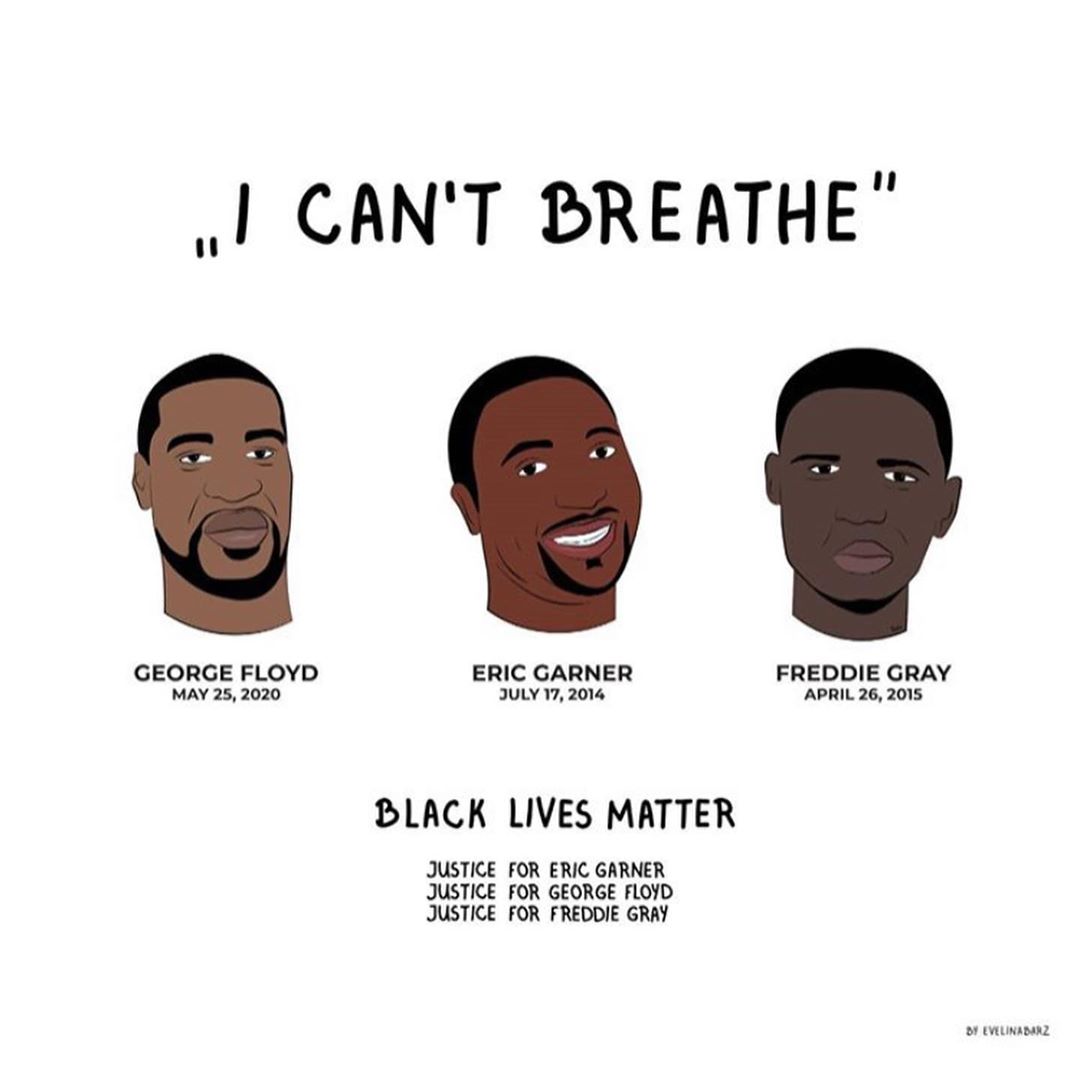 „I CAN'T BREATHE"
GEORGE FLOYD
MAY 25, 2020
ERIC GARNER
JULY 17, 2014
FREDDIE GRAY
APRIL 26, 2015
BLACK LIVES MATTER
JUSTICE FOR ERIC GARNER
JUSTICE FOR GEORGE FLOYD
JUSTICE FOR FREDDIE GRAY
BY EVELINABARZ